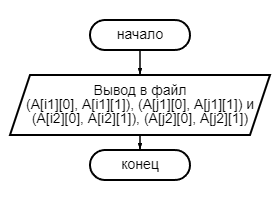 начало
Вывод в файл
(A[i1][0], A[i1][1]), (A[j1][0], A[j1][1]) и
(A[i2][0], A[i2][1]), (A[j2][0], A[j2][1])
конец